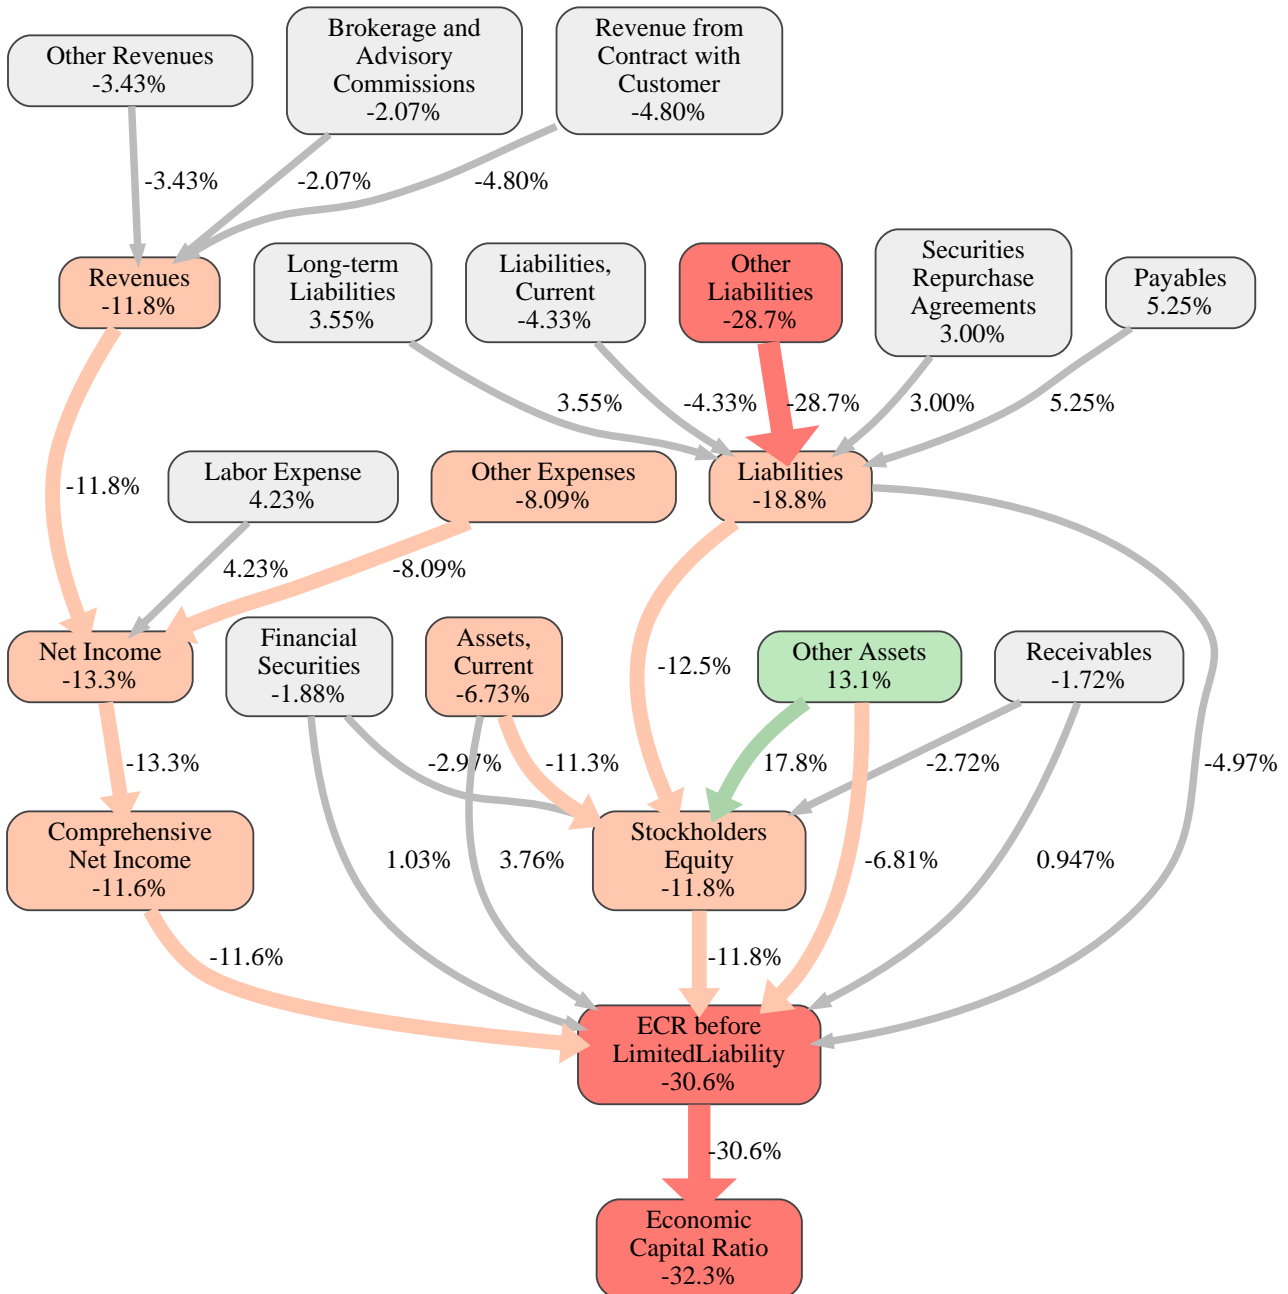 Other Revenues
-3.43%
Brokerage and
Advisory
Commissions
-2.07%
Revenue from
Contract with
Customer
-4.80%
-3.43%
-2.07%
-4.80%
Revenues
-11.8%
Long-term
Liabilities
3.55%
Liabilities,
Current
-4.33%
Other
Liabilities
-28.7%
Securities
Repurchase
Agreements
3.00%
Payables
5.25%
3.55%
-4.33%
-28.7%
3.00%
5.25%
-11.8%
Labor Expense
4.23%
Other Expenses
-8.09%
Liabilities
-18.8%
4.23%
-8.09%
Net Income
-13.3%
Financial
Securities
-1.88%
Assets,
Current
-6.73%
-12.5%
Other Assets
13.1%
Receivables
-1.72%
-13.3%
-2.97%
-11.3%
17.8%
-2.72%
-4.97%
Comprehensive
Net Income
-11.6%
1.03%
3.76%
Stockholders
Equity
-11.8%
-6.81%
0.947%
-11.6%
-11.8%
ECR before
LimitedLiability
-30.6%
-30.6%
Economic
Capital Ratio
-32.3%